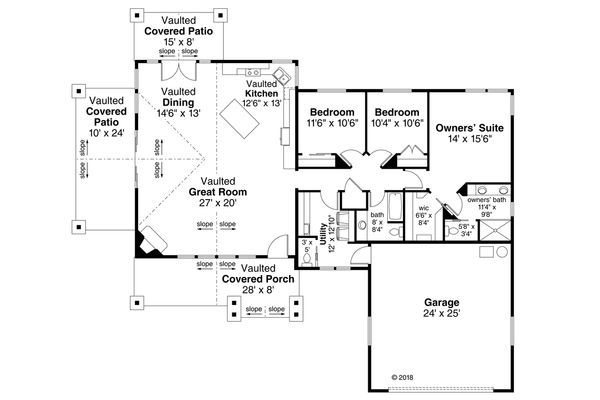 Vaulted
Covered Patio
15' x 8'
slope slope
Vaulted
Covered
Patio
10' x 24'
slope
slope
Vaulted
Dining
14'6" x 13'
Vaulted
Kitchen
12'6" x 13'
slope
slope
Bedroom
11'6" x 10'6"
Bedroom
10'4" x 10'6"
Owners' Suite
14' x 15'6"
Vaulted
Great Room
27' x 20'
slope slope
3' x
5'
Utility
12' x 12'10"
bath
8' x
8'4"
wic
6'6" x
8'4"
owners' bath
11'4" x
9'8"
5'8" x
3'4"
slope slope
Vaulted
Covered Porch
28' x 8'
slope slope
Garage
24' x 25'
© 2018